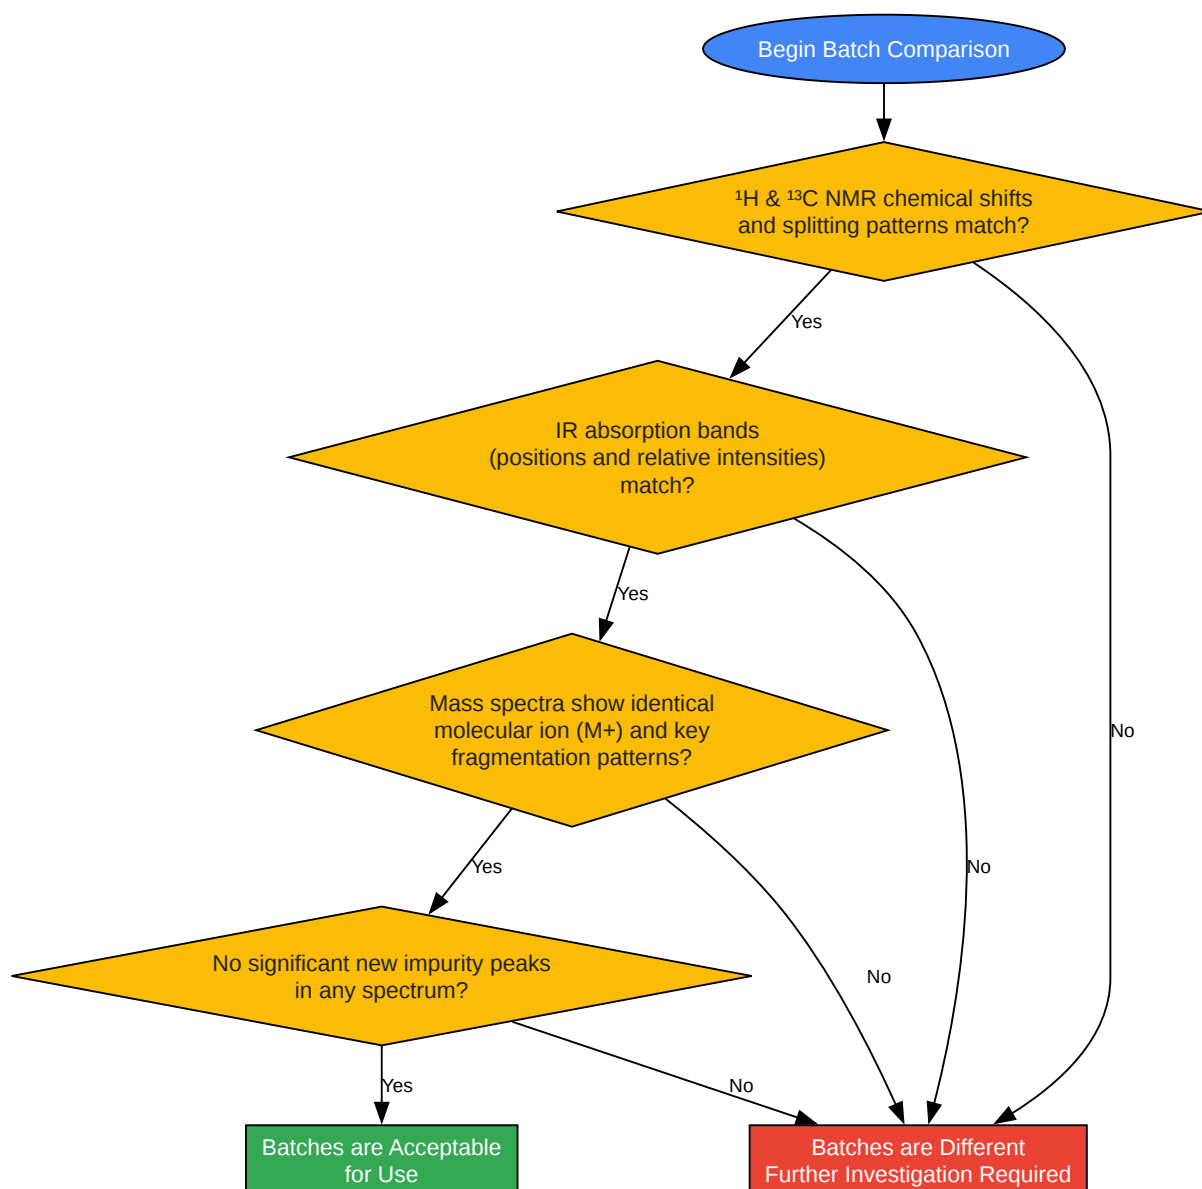 Begin Batch Comparison
¹H & ¹³C NMR chemical shifts
and splitting patterns match?
Yes
IR absorption bands
(positions and relative intensities)
match?
Yes
Mass spectra show identical
molecular ion (M+) and key
fragmentation patterns?
No
Yes
No
No significant new impurity peaks
in any spectrum?
No
Yes
No
Batches are Acceptable
for Use
Batches are Different
Further Investigation Required